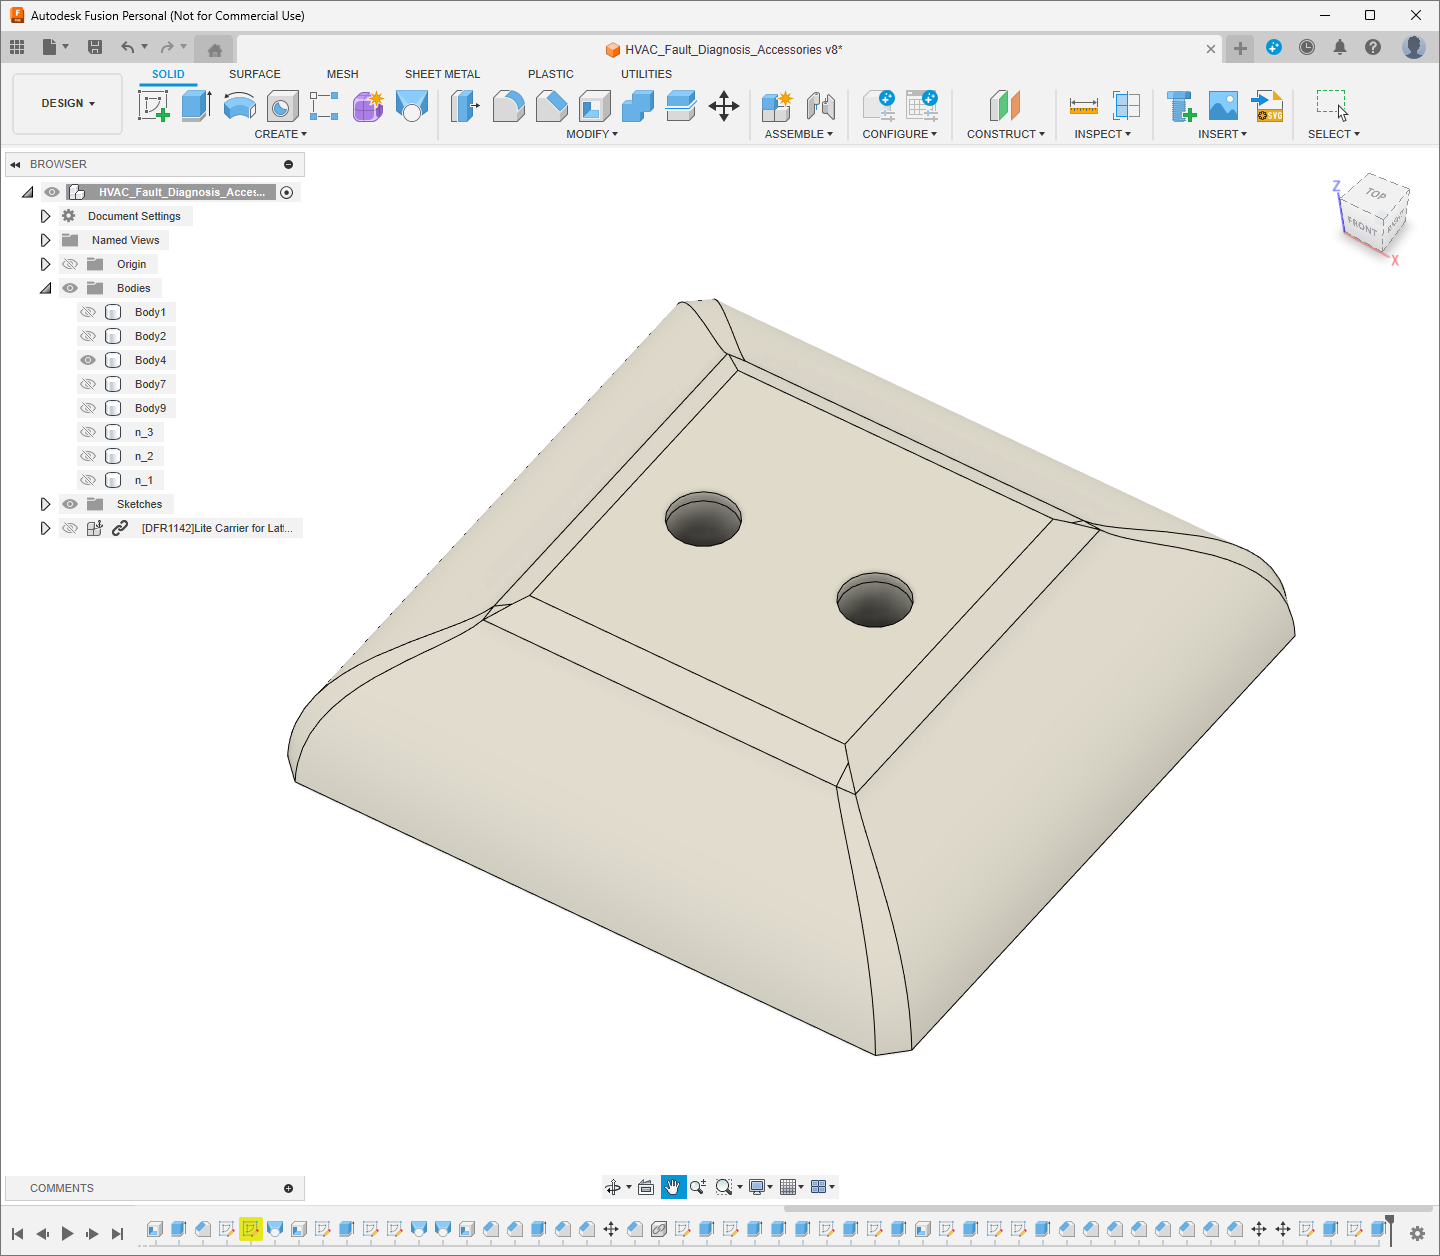 Autodesk Fusion Personal (Not for Commercial Use)
HVAC_Fault_Diagnosis_Accessories v8*
SOLID SURFACE MESH SHEET METAL PLASTIC UTILITIES
DESIGN
CREATE MODIFY ASSEMBLE CONFIGURE CONSTRUCT INSPECT INSERT SELECT
SVG
BROWSER
HVAC_Fault_Diagnosis_Acces...
Document Settings
Named Views
Origin
Bodies
Body1
Body2
Body4
Body7
Body9
n_3
n_2
n_1
Sketches
[DFR1142]Lite Carrier for Latt...
Z
TOP
FRONT
X
COMMENTS